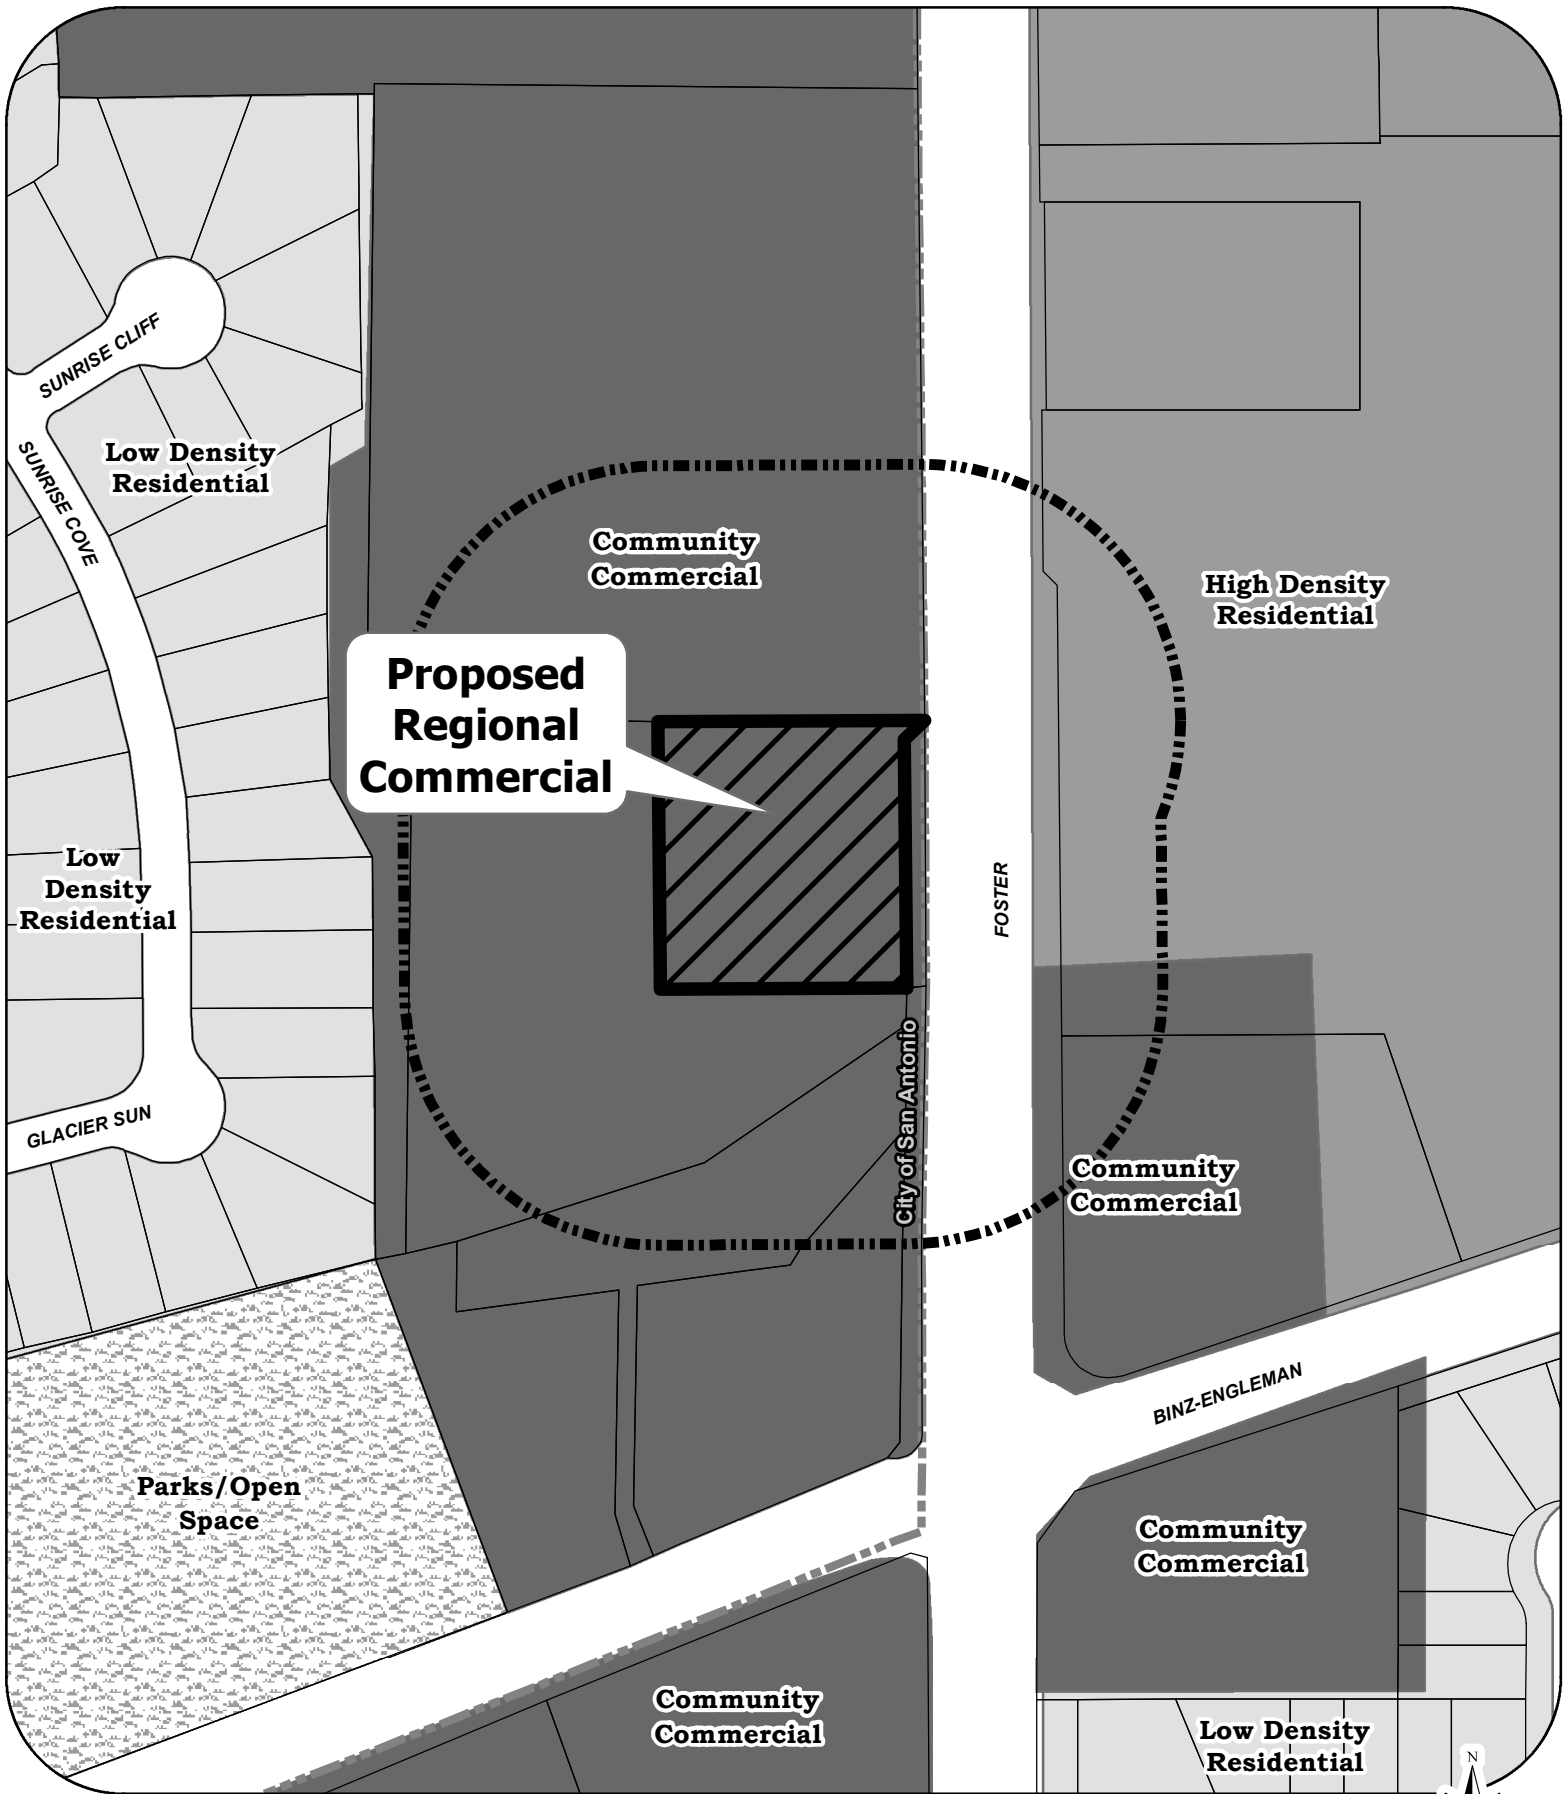 SUNRISE CLIFF
Low Density
Residential
SUNRISE COVE
Community
Commercial
High Density
Residential
Proposed
Regional
Commercial
Low
Density
Residential
FOSTER
City of San Antonio
GLACIER SUN
Community
Commercial
BINZ-ENGLEMAN
Parks/Open
Space
Community
Commercial
Community
Commercial
Low Density
Residential
N